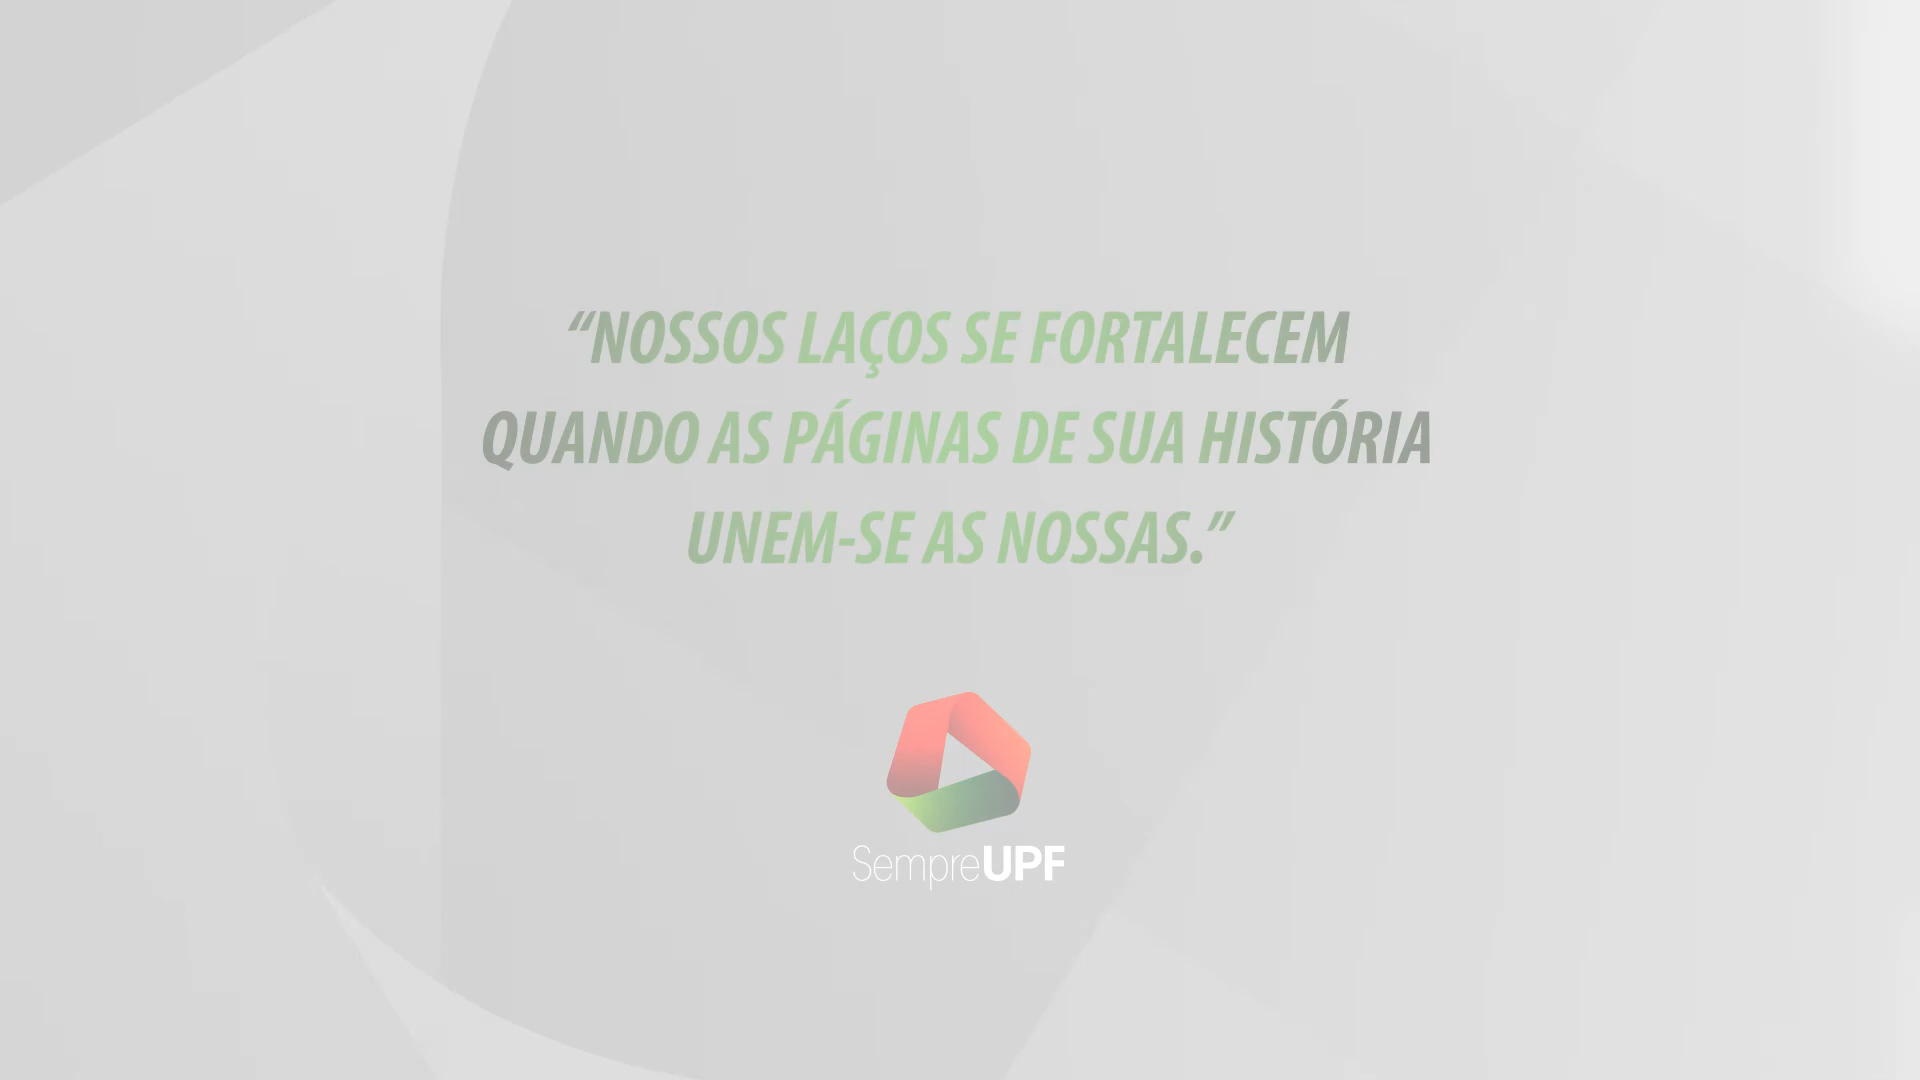 “NOSSOS LAÇOS SE FORTALECEM
QUANDO AS PÁGINAS DE SUA HISTÓRIA
UNEM-SE AS NOSSAS.”
SempreUPF